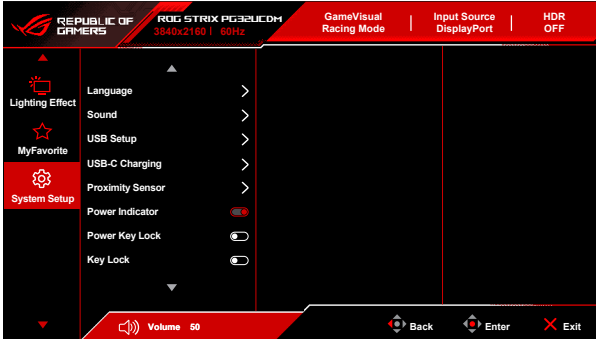 REPUBLIC OF
GAMERS
ROG STRIX PG32UCDM
3840x2160 | 60Hz
GameVisual
Racing Mode
Input Source
DisplayPort
HDR
OFF
Lighting Effect
MyFavorite
System Setup
Language
Sound
USB Setup
USB-C Charging
Proximity Sensor
Power Indicator
Power Key Lock
Key Lock
Volume 50
Back
Enter
Exit